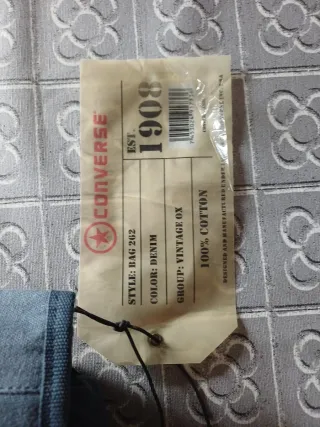 CONVERSE
EST.
1908
STYLE: BAG 202
COLOR: DENIM
GROUP: VINTAGE OX
100% COTTON